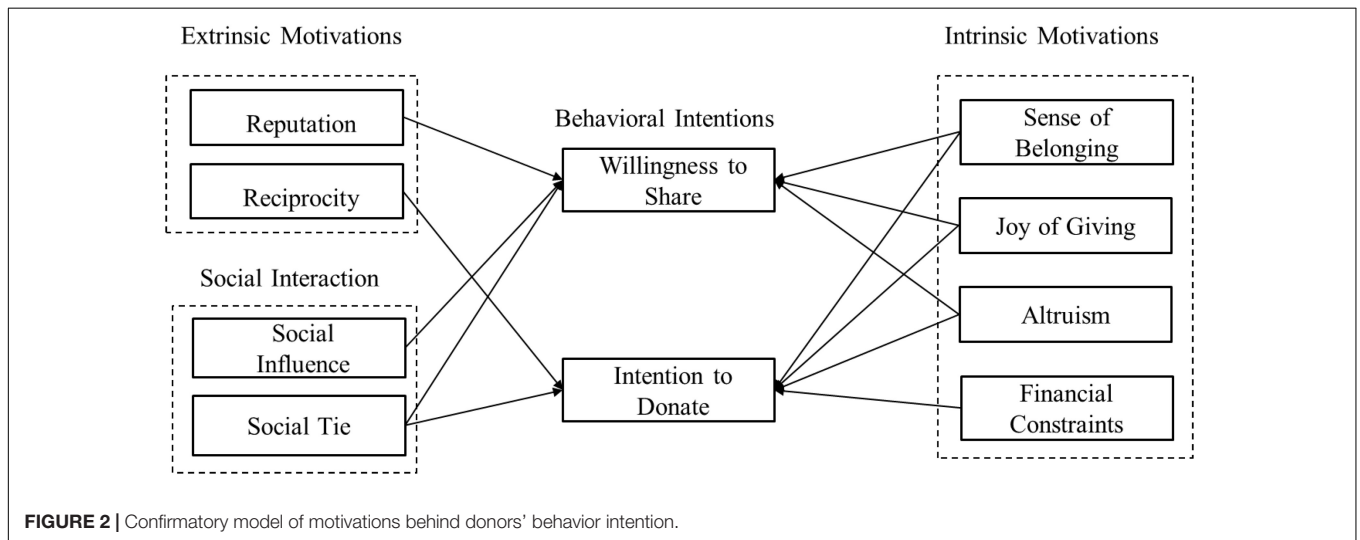 Extrinsic Motivations
Reputation
Reciprocity
Social Interaction
Social
Influence
Social Tie
Behavioral Intentions
Willingness to
Share
Intention to
Donate
Intrinsic Motivations
Sense of
Belonging
Joy of Giving
Altruism
Financial
Constraints
FIGURE 2 | Confirmatory model of motivations behind donors' behavior intention.